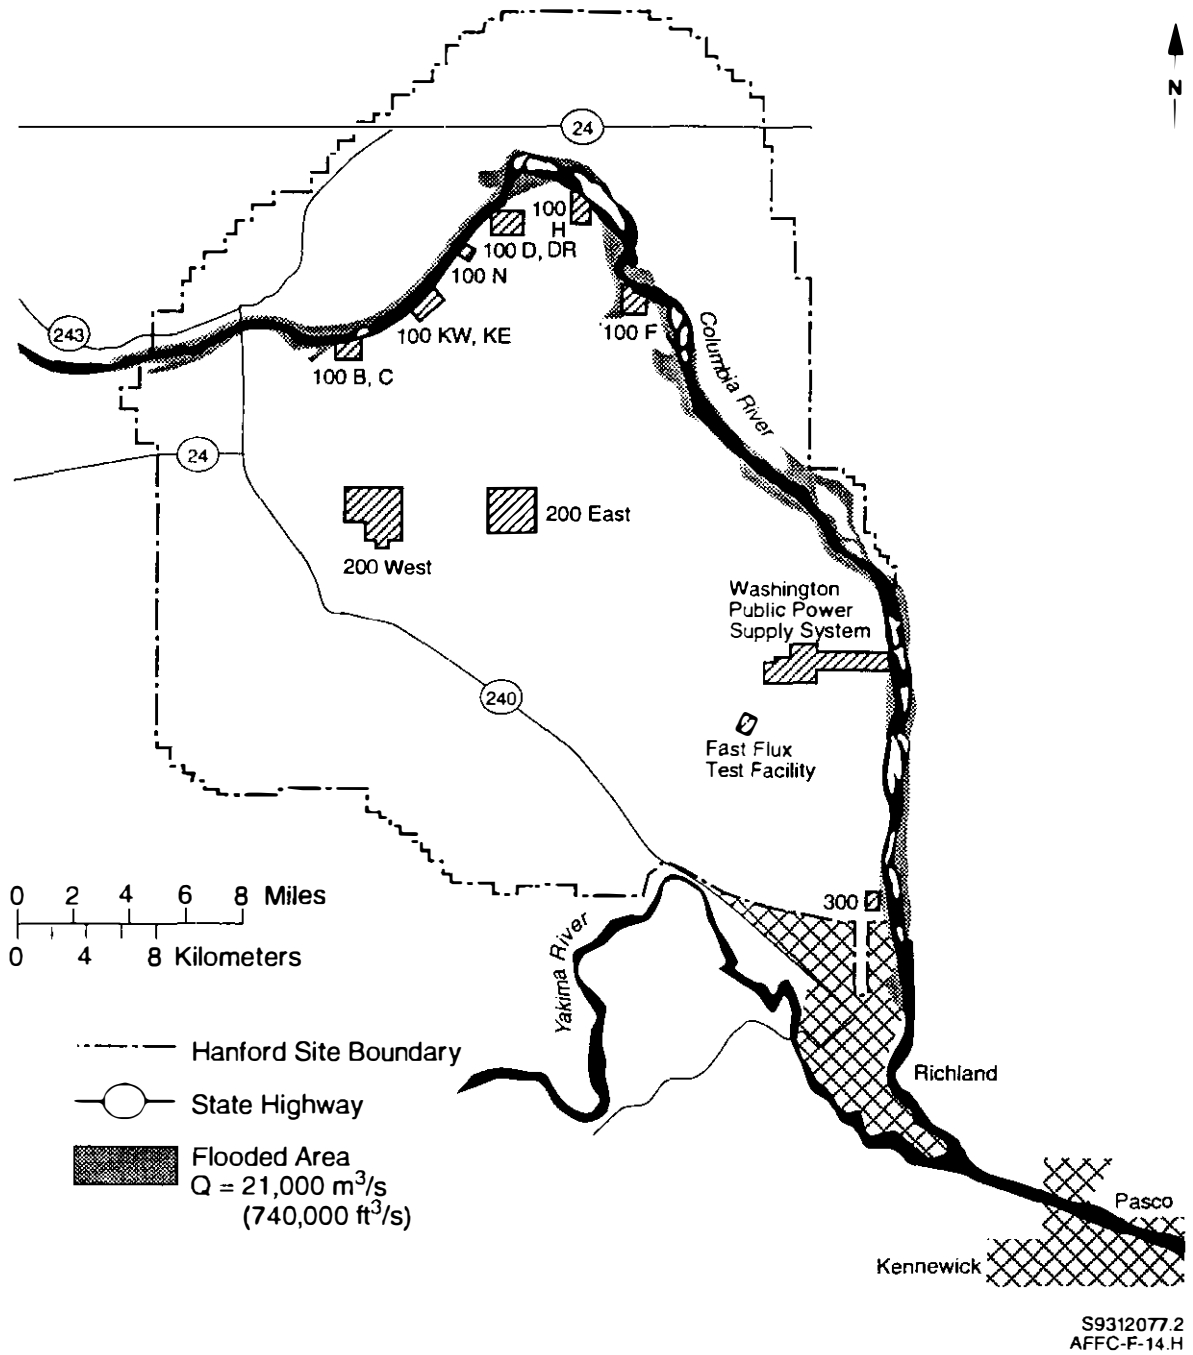 N
24
100
H
100 D, DR
100 N
100 KW, KE
100 F
243
100 B, C
Columbia River
24
200 East
200 West
Washington
Public Power
Supply System
240
Fast Flux
Test Facility
0 2 4 6 8 Miles
0 4 8 Kilometers
300
Yakima River
Hanford Site Boundary
State Highway
Flooded Area
Q = 21,000 m³/s
(740,000 ft³/s)
Richland
Pasco
Kennewick
S9312077.2
AFFC-F-14.H